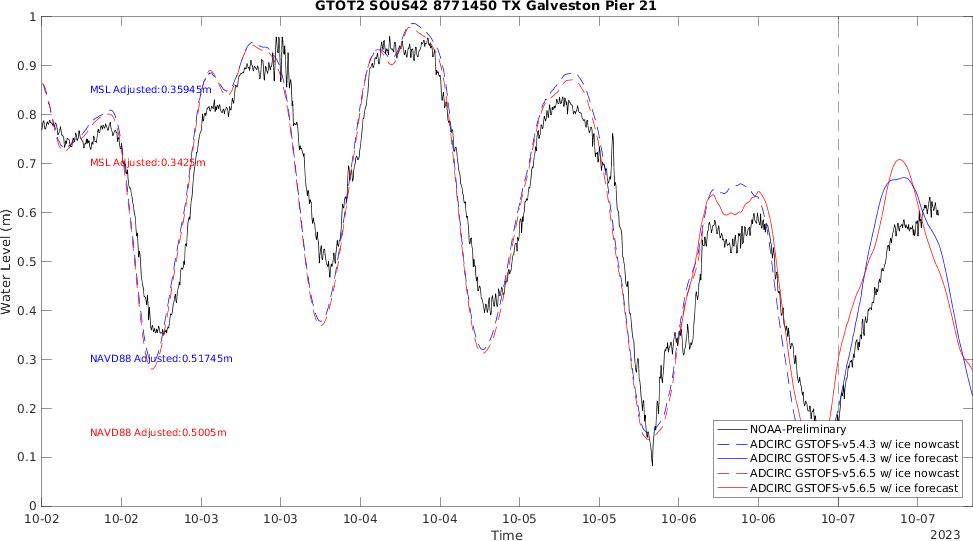 GTOT2 SOUS42 8771450 TX Galveston Pier 21
1
0.9
0.8
0.7
0.6
0.5
0.4
0.3
0.2
0.1
0
Water Level (m)
MSL Adjusted:0.35945m
MSL Adjusted:0.3425m
NAVD88 Adjusted:0.51745m
NAVD88 Adjusted:0.5005m
NOAA-Preliminary
ADCIRC GSTOFS-v5.4.3 w/ ice nowcast
ADCIRC GSTOFS-v5.4.3 w/ ice forecast
ADCIRC GSTOFS-v5.6.5 w/ ice nowcast
ADCIRC GSTOFS-v5.6.5 w/ ice forecast
10-02 10-02 10-03 10-03 10-04 10-04 10-05 10-05 10-06 10-06 10-07 10-07
Time
2023